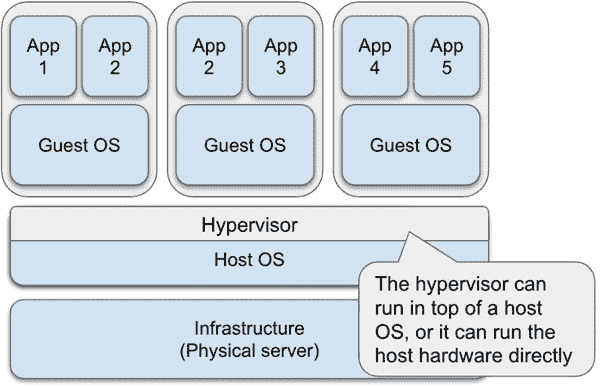 App
1
App
2
App
2
App
3
App
4
App
5
Guest OS
Guest OS
Guest OS
Hypervisor
Host OS
Infrastructure
(Physical server)
The hypervisor can
run in top of a host
OS, or it can run the
host hardware directly